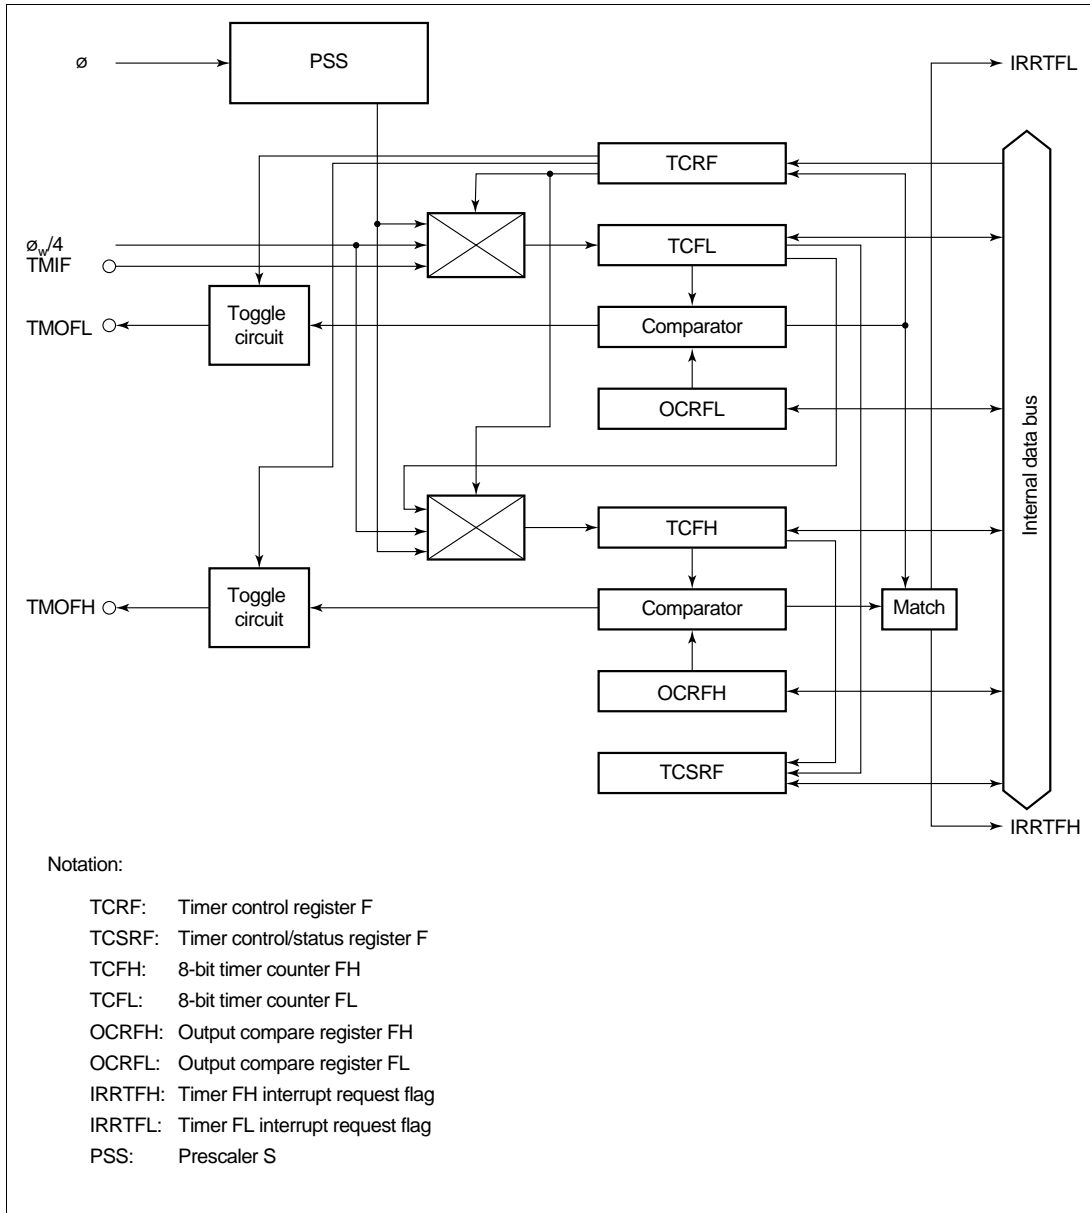 ø
PSS
IRRTFL
TCRF
øw/4
TMIF
TCFL
TMOFL
Toggle
circuit
Comparator
OCRFL
Internal data bus
TCFH
TMOFH
Toggle
circuit
Comparator
Match
OCRFH
TCSRF
IRRTFH
Notation:
TCRF: Timer control register F
TCSRF: Timer control/status register F
TCFH: 8-bit timer counter FH
TCFL: 8-bit timer counter FL
OCRFH: Output compare register FH
OCRFL: Output compare register FL
IRRTFH: Timer FH interrupt request flag
IRRTFL: Timer FL interrupt request flag
PSS: Prescaler S